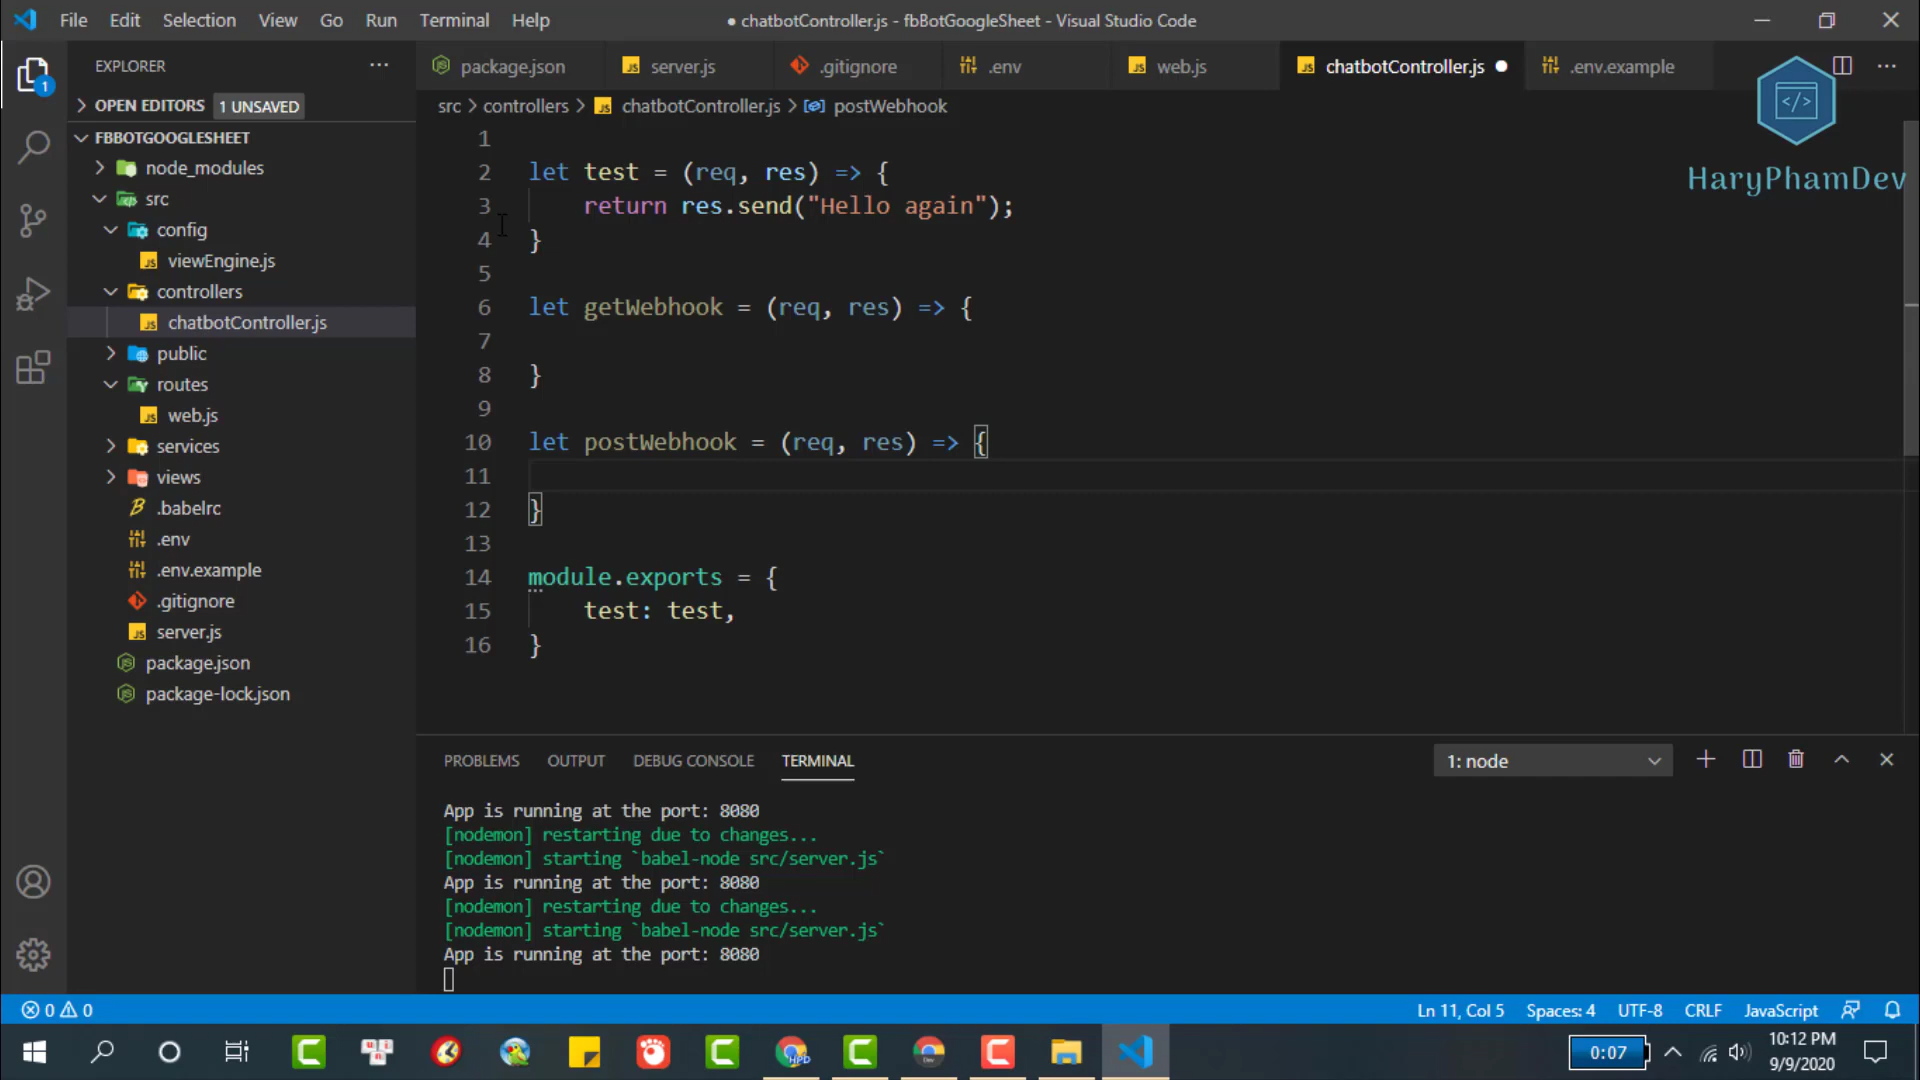 File Edit Selection View Go Run Terminal Help
● chatbotController.js - fbBotGoogleSheet - Visual Studio Code
EXPLORER
package.json
server.js
.gitignore
.env
web.js
chatbotController.js
.env.example
OPEN EDITORS 1 UNSAVED
src > controllers > chatbotController.js > postWebhook
FBBOTGOOGLESHEET
node_modules
src
config
viewEngine.js
controllers
chatbotController.js
public
routes
web.js
services
views
.babelrc
.env
.env.example
.gitignore
server.js
package.json
package-lock.json
HaryPhamDev
1
2 let test = (req, res) => {
3 return res.send("Hello again");
4 }
5
6 let getWebhook = (req, res) => {
7
8 }
9
10 let postWebhook = (req, res) => {
11
12 }
13
14 module.exports = {
15 test: test,
16 }
PROBLEMS OUTPUT DEBUG CONSOLE TERMINAL
1: node
App is running at the port: 8080
[nodemon] restarting due to changes...
[nodemon] starting `babel-node src/server.js`
App is running at the port: 8080
[nodemon] restarting due to changes...
[nodemon] starting `babel-node src/server.js`
App is running at the port: 8080
0 0
Ln 11, Col 5 Spaces: 4 UTF-8 CRLF JavaScript
0:07
10:12 PM
9/9/2020